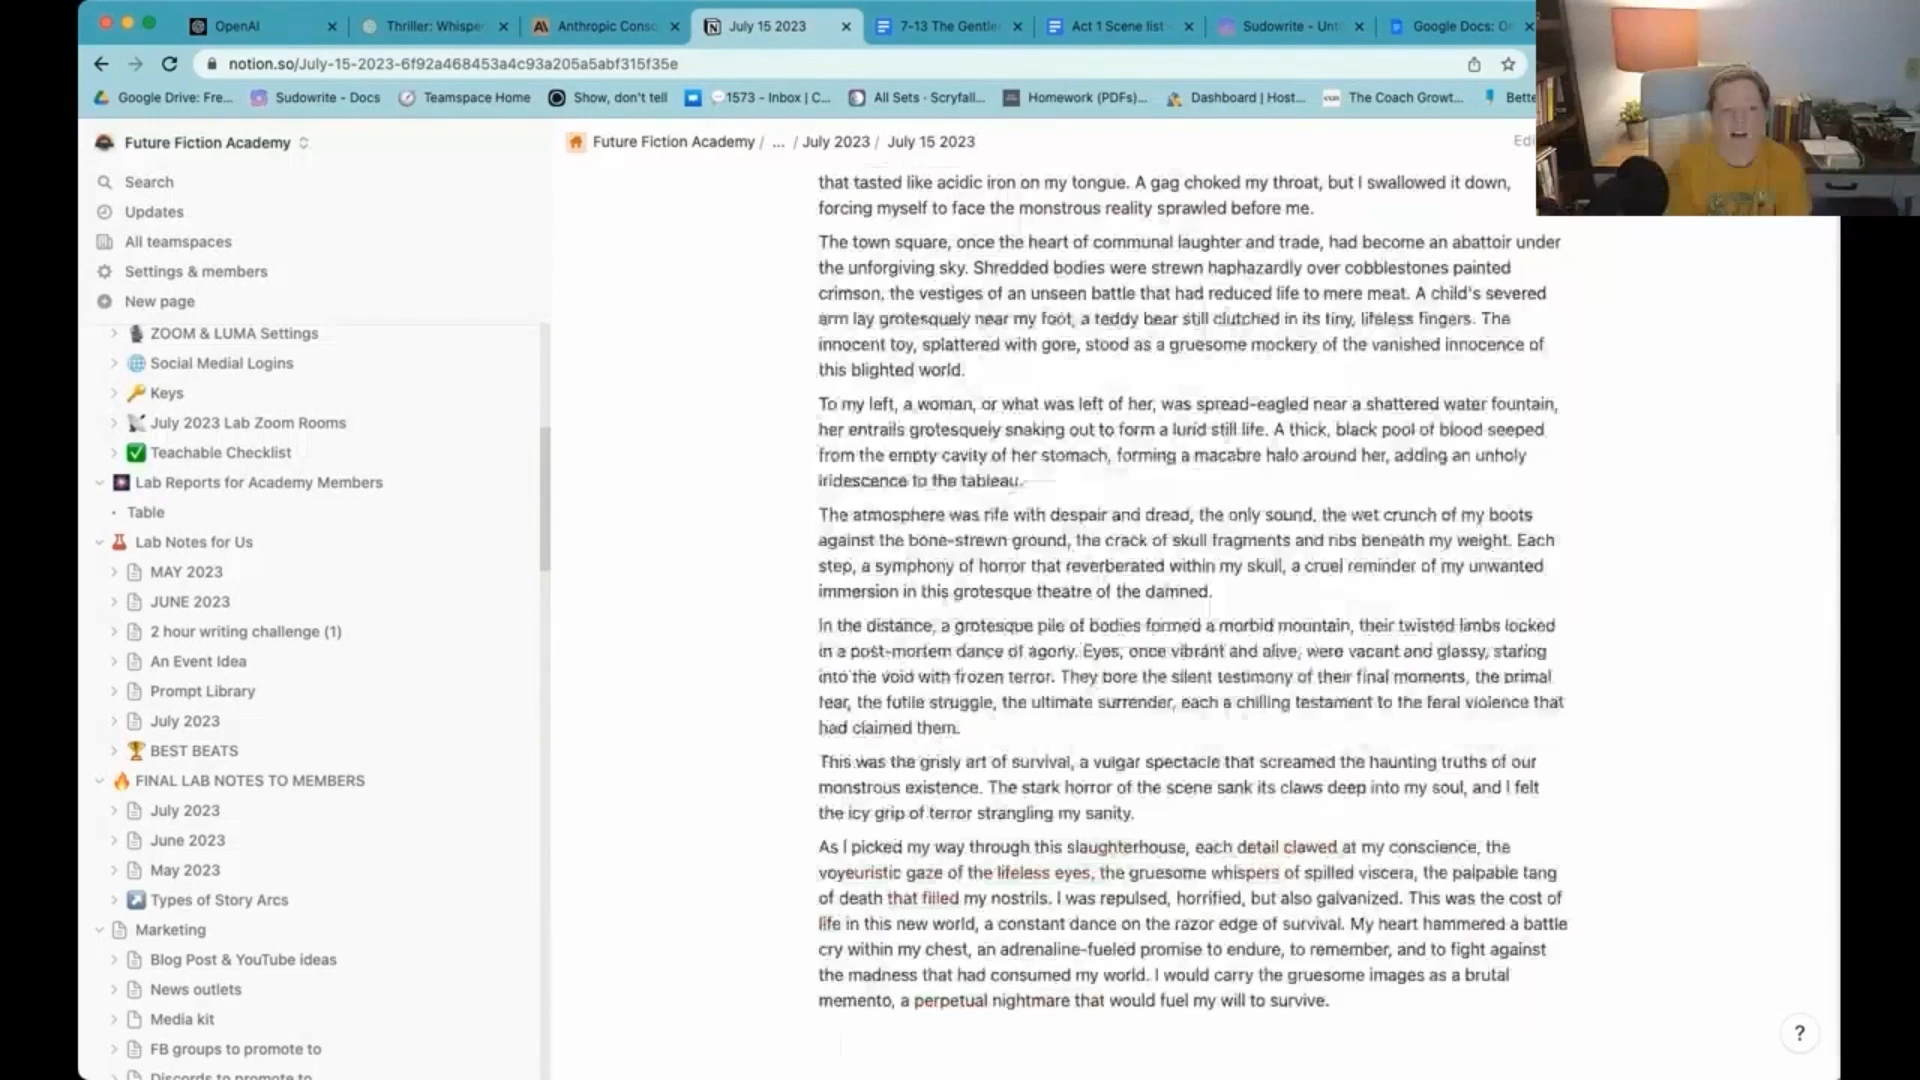 OpenAI
Thriller: Whisper
Anthropic Conso
July 15 2023
7-13 The Gentle
Act 1 Scene list -
Sudowrite - Unti
Google Docs: On
notion.so/July-15-2023-6f92a468453a4c93a205a5abf315f35e
Google Drive: Fre...
Sudowrite - Docs
Teamspace Home
Show, don't tell
1573 - Inbox | C...
All Sets · Scryfall...
Homework (PDFs)...
Dashboard | Host...
The Coach Growt...
Bette
Future Fiction Academy
Search
Updates
All teamspaces
Settings & members
New page
ZOOM & LUMA Settings
Social Medial Logins
Keys
July 2023 Lab Zoom Rooms
Teachable Checklist
Lab Reports for Academy Members
Table
Lab Notes for Us
MAY 2023
JUNE 2023
2 hour writing challenge (1)
An Event Idea
Prompt Library
July 2023
BEST BEATS
FINAL LAB NOTES TO MEMBERS
July 2023
June 2023
May 2023
Types of Story Arcs
Marketing
Blog Post & YouTube ideas
News outlets
Media kit
FB groups to promote to
Discords to promote to
Future Fiction Academy / ... / July 2023 / July 15 2023
Edi
that tasted like acidic iron on my tongue. A gag choked my throat, but I swallowed it down,
forcing myself to face the monstrous reality sprawled before me.
The town square, once the heart of communal laughter and trade, had become an abattoir under
the unforgiving sky. Shredded bodies were strewn haphazardly over cobblestones painted
crimson, the vestiges of an unseen battle that had reduced life to mere meat. A child's severed
arm lay grotesquely near my foot, a teddy bear still clutched in its tiny, lifeless fingers. The
innocent toy, splattered with gore, stood as a gruesome mockery of the vanished innocence of
this blighted world.
To my left, a woman, or what was left of her, was spread-eagled near a shattered water fountain,
her entrails grotesquely snaking out to form a lurid still life. A thick, black pool of blood seeped
from the empty cavity of her stomach, forming a macabre halo around her, adding an unholy
iridescence to the tableau.
The atmosphere was rife with despair and dread, the only sound, the wet crunch of my boots
against the bone-strewn ground, the crack of skull fragments and ribs beneath my weight. Each
step, a symphony of horror that reverberated within my skull, a cruel reminder of my unwanted
immersion in this grotesque theatre of the damned.
In the distance, a grotesque pile of bodies formed a morbid mountain, their twisted limbs locked
in a post-mortem dance of agony. Eyes, once vibrant and alive, were vacant and glassy, staring
into the void with frozen terror. They bore the silent testimony of their final moments, the primal
fear, the futile struggle, the ultimate surrender, each a chilling testament to the feral violence that
had claimed them.
This was the grisly art of survival, a vulgar spectacle that screamed the haunting truths of our
monstrous existence. The stark horror of the scene sank its claws deep into my soul, and I felt
the icy grip of terror strangling my sanity.
As I picked my way through this slaughterhouse, each detail clawed at my conscience, the
voyeuristic gaze of the lifeless eyes, the gruesome whispers of spilled viscera, the palpable tang
of death that filled my nostrils. I was repulsed, horrified, but also galvanized. This was the cost of
life in this new world, a constant dance on the razor edge of survival. My heart hammered a battle
cry within my chest, an adrenaline-fueled promise to endure, to remember, and to fight against
the madness that had consumed my world. I would carry the gruesome images as a brutal
memento, a perpetual nightmare that would fuel my will to survive.
?